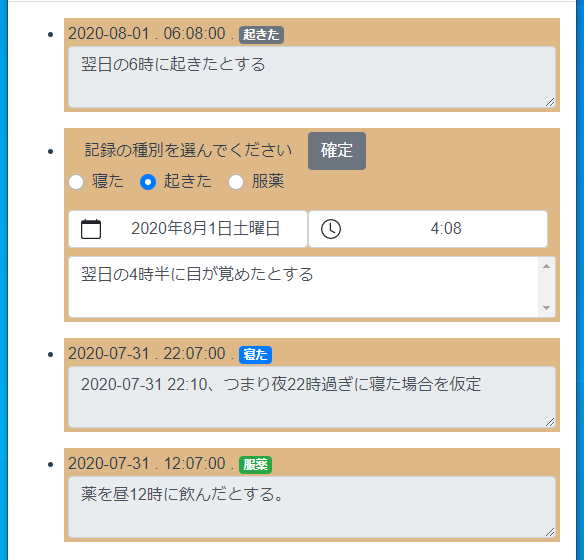 2020-08-01 . 06:08:00 . 起きた
翌日の6時に起きたとする
記録の種別を選んでください 確定
寝た 起きた 服薬
2020年8月1日土曜日 4:08
翌日の4時半に目が覚めたとする
2020-07-31 . 22:07:00 . 寝た
2020-07-31 22:10、つまり夜22時過ぎに寝た場合を仮定
2020-07-31 . 12:07:00 . 服薬
薬を昼12時に飲んだとする。